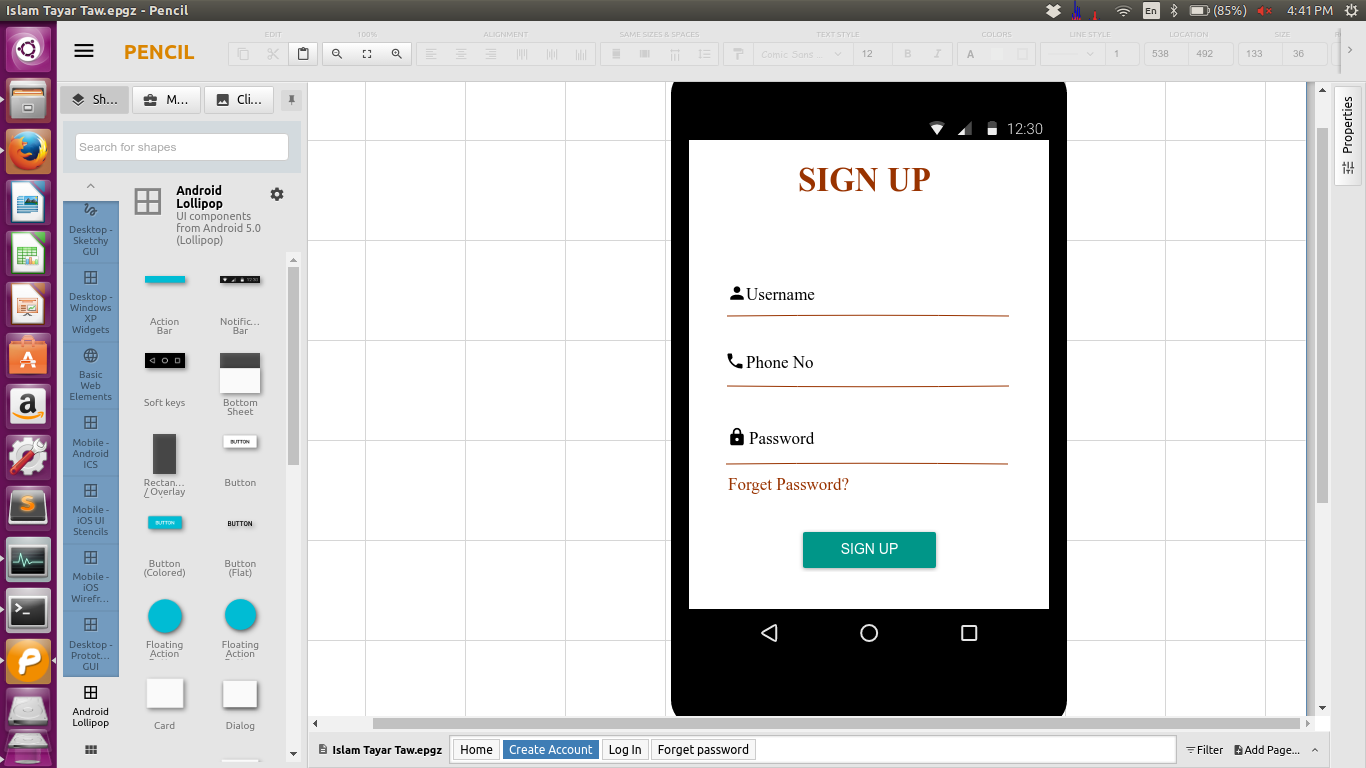 Islam Tayar Taw.epgz - Pencil
En
(85%)
4:41 PM
PENCIL
EDIT
100%
ALIGNMENT
SAME SIZES & SPACES
TEXT STYLE
COLORS
LINE STYLE
LOCATION
SIZE
Comic Sans...
12
B
I
A
1
538
492
133
36
Sh...
M...
Cli...
Search for shapes
Desktop -
Sketchy
GUI
Desktop -
Windows
XP
Widgets
Basic
Web
Elements
Mobile -
Android
ICS
Mobile -
iOS UI
Stencils
Mobile -
iOS
Wirefr...
Desktop -
Protot...
GUI
Android
Lollipop
Android
Lollipop
UI components
from Android 5.0
(Lollipop)
Action
Bar
Notific...
Bar
Soft keys
Bottom
Sheet
Rectan...
/ Overlay
BUTTON
Button
BUTTON
Button
(Colored)
BUTTON
Button
(Flat)
Floating
Action
Floating
Action
Card
Dialog
12:30
SIGN UP
Username
Phone No
Password
Forget Password?
SIGN UP
Properties
Islam Tayar Taw.epgz
Home
Create Account
Log In
Forget password
Filter
Add Page...